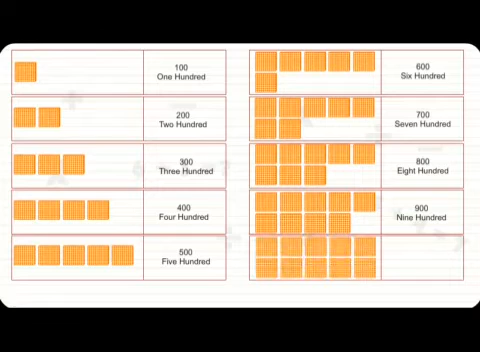 100
One Hundred
200
Two Hundred
300
Three Hundred
400
Four Hundred
500
Five Hundred
600
Six Hundred
700
Seven Hundred
800
Eight Hundred
900
Nine Hundred